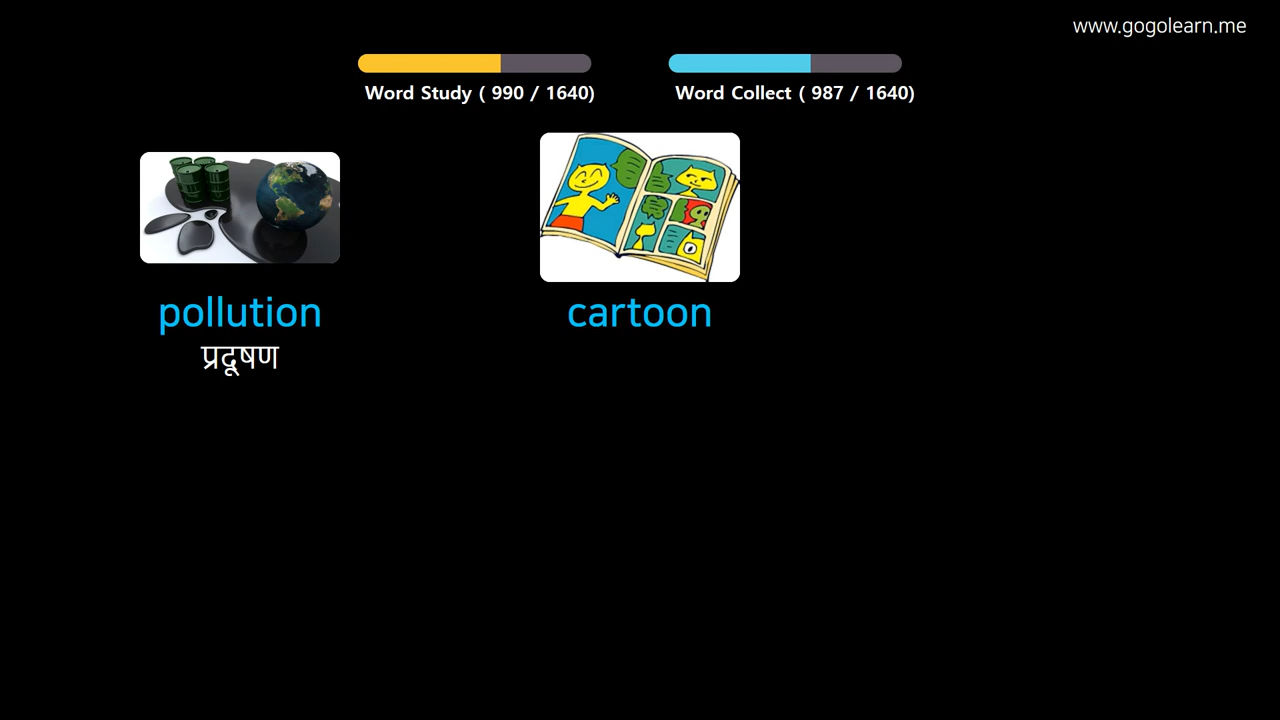 www.gogolearn.me
Word Study ( 990 / 1640)
Word Collect ( 987 / 1640)
pollution
cartoon
प्रदूषण